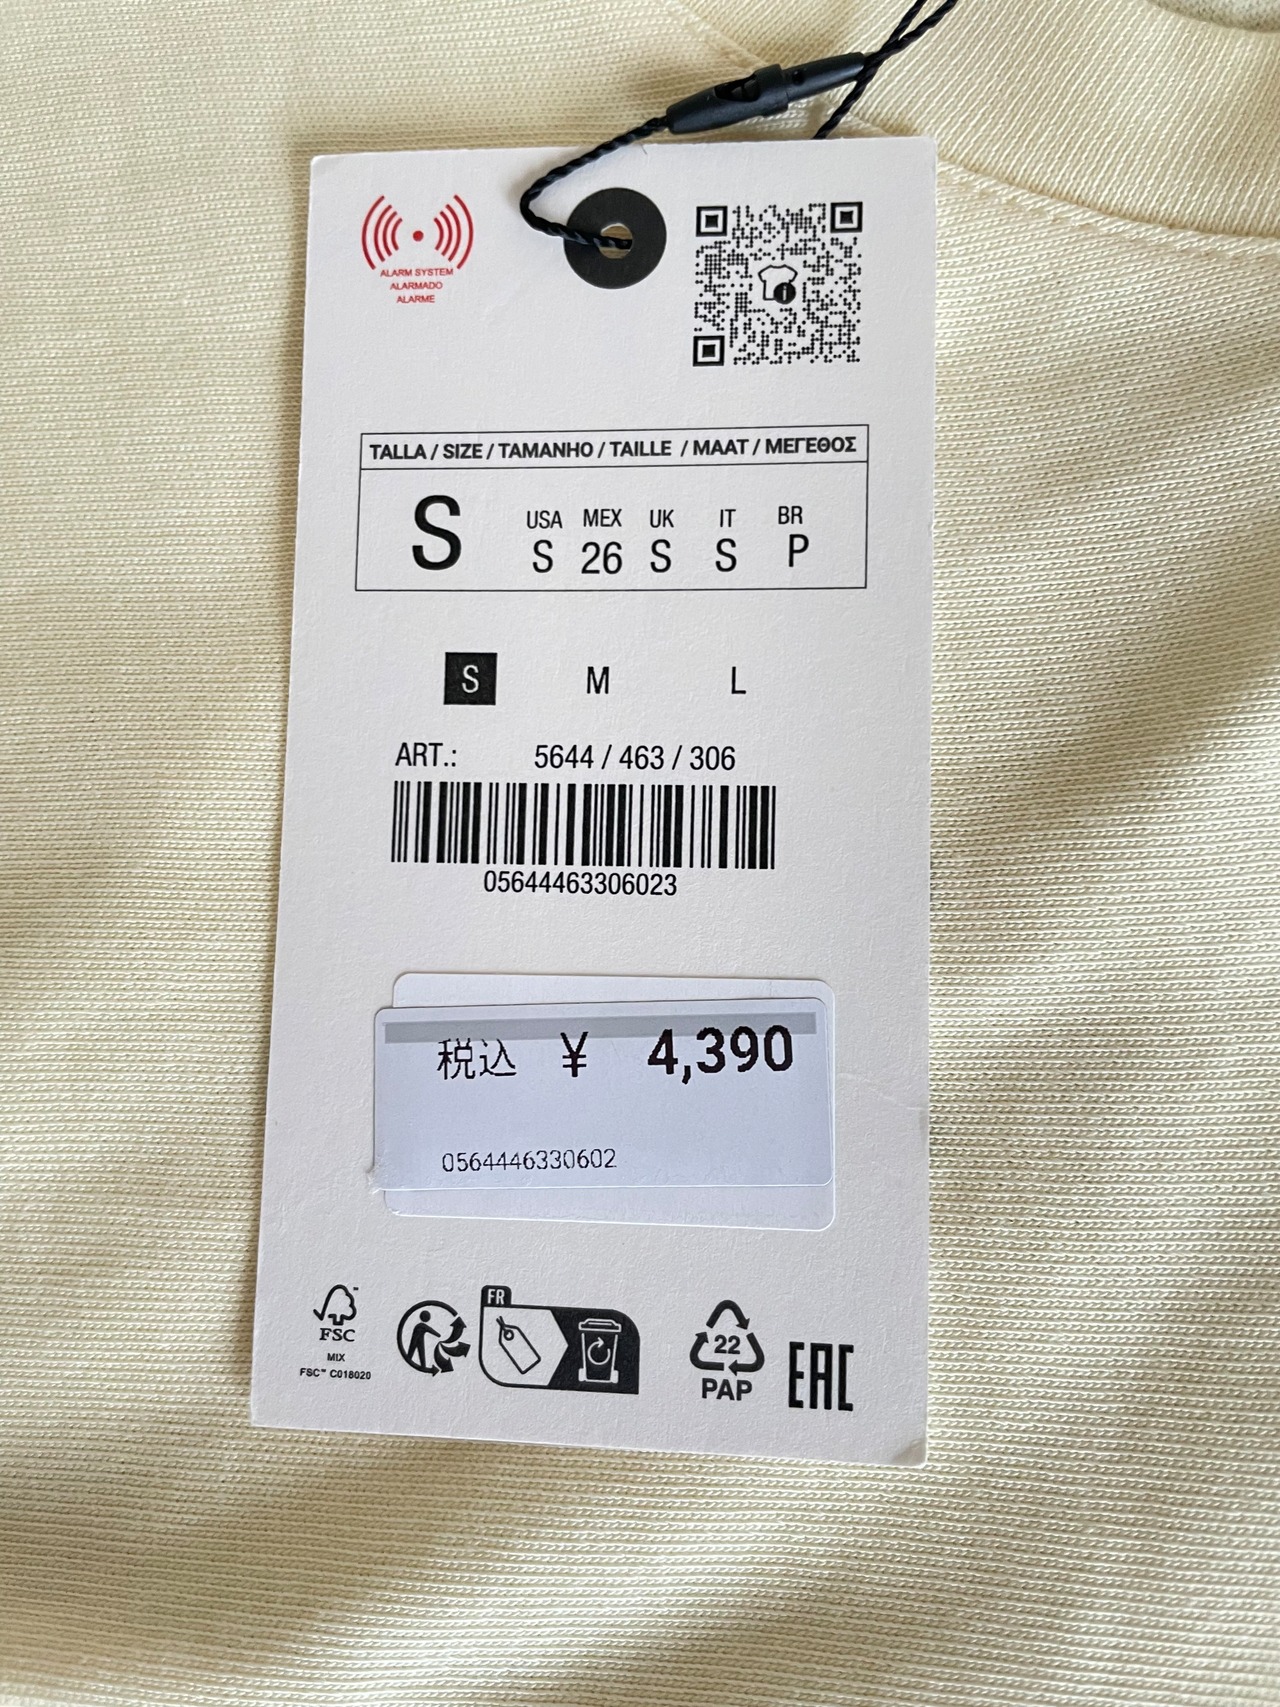 ALARM SYSTEM
ALARMADO
ALARME
TALLA / SIZE / TAMANHO / TAILLE / MAAT / ΜΕΓΕΘΟΣ
S
USA MEX UK IT BR
S 26 S S P
S M L
ART.: 5644 / 463 / 306
05644463306023
税込 ¥ 4,390
0564446330602
FSC™
MIX
FSC™ C018020
FR
22
PAP
EAC